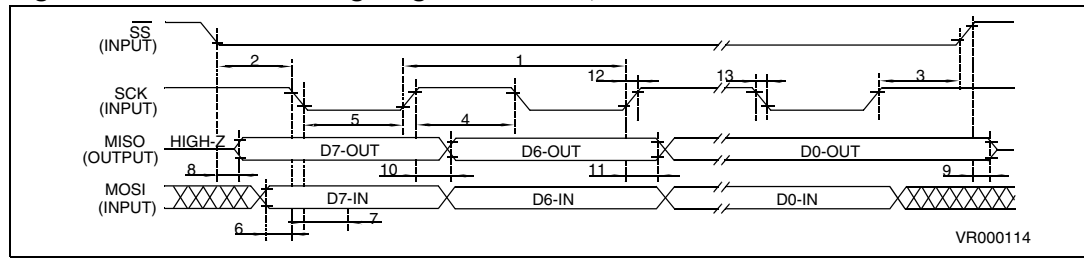 SS
(INPUT)
2
1
12
13
3
SCK
(INPUT)
5
4
MISO
(OUTPUT)
HIGH-Z
D7-OUT
D6-OUT
D0-OUT
8
10
11
9
MOSI
(INPUT)
D7-IN
D6-IN
D0-IN
7
6
VR000114